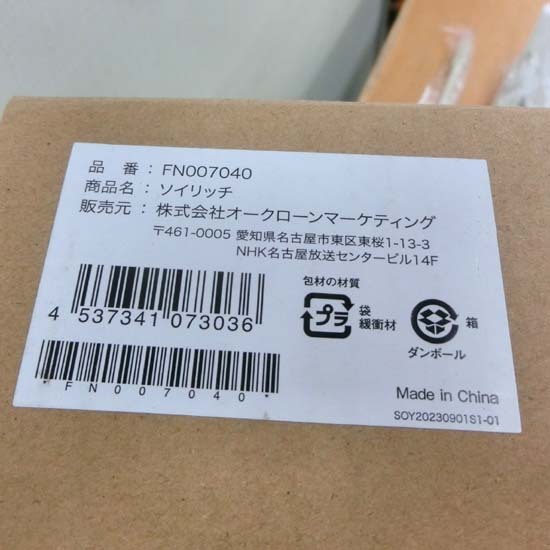 品 番 : FN007040
商品名 : ソイリッチ
販売元 : 株式会社オークローンマーケティング
〒461-0005 愛知県名古屋市東区東桜1-13-3
NHK名古屋放送センタービル14F
4 537341 073036
*FN007040*
包材の材質
プラ
袋
緩衝材
箱
ダンボール
Made in China
SOY20230901S1-01